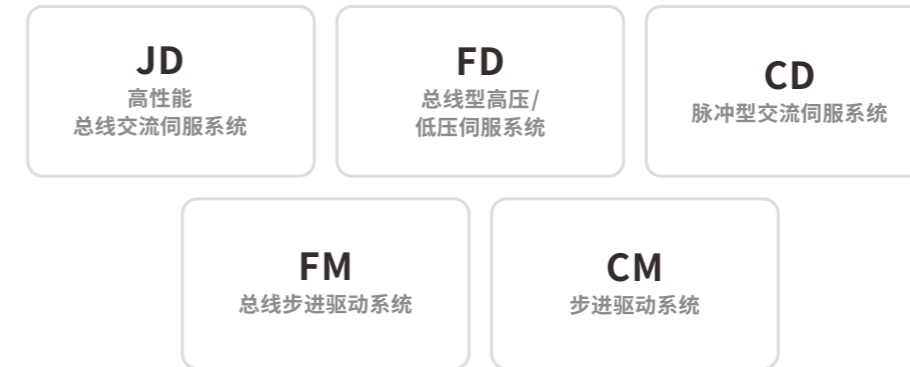 JD
高性能
总线交流伺服系统
FD
总线型高压/
低压伺服系统
CD
脉冲型交流伺服系统
FM
总线步进驱动系统
CM
步进驱动系统